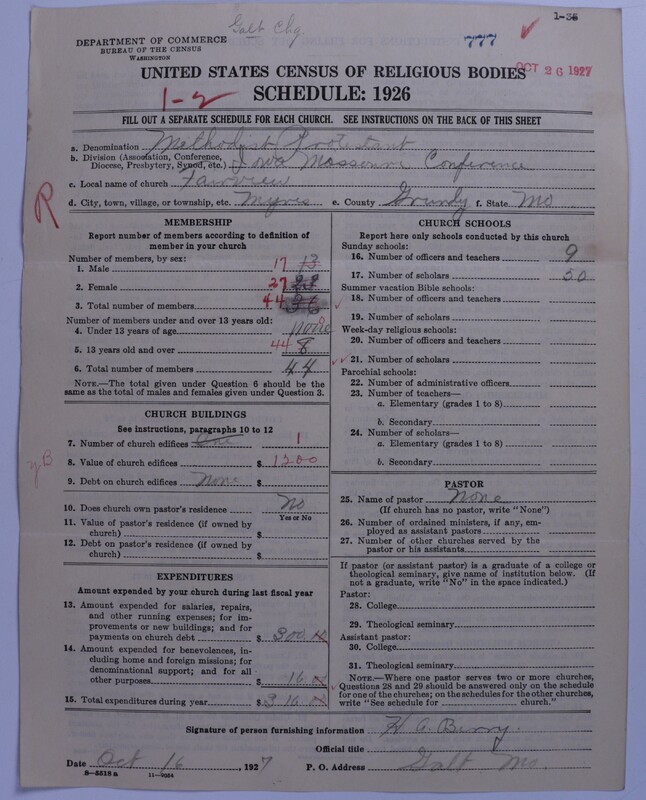 Galt Chg.
1-35
777
DEPARTMENT OF COMMERCE
BUREAU OF THE CENSUS
WASHINGTON
OCT 26 1927
UNITED STATES CENSUS OF RELIGIOUS BODIES
1-2
SCHEDULE: 1926
FILL OUT A SEPARATE SCHEDULE FOR EACH CHURCH. SEE INSTRUCTIONS ON THE BACK OF THIS SHEET
a. Denomination Methodist Protestant
b. Division (Association, Conference, Diocese, Presbytery, Synod, etc.) Iowa Missouri Conference
c. Local name of church Fairview
d. City, town, village, or township, etc. Myres e. County Grundy f. State Mo
R
MEMBERSHIP
Report number of members according to definition of
member in your church
Number of members, by sex:
1. Male 17 13
2. Female 27
3. Total number of members 44 36
Number of members under and over 13 years old:
4. Under 13 years of age none
5. 13 years old and over 44 8
6. Total number of members 44
NOTE.—The total given under Question 6 should be
the same as the total of males and females given under Question 3.
CHURCH BUILDINGS
See instructions, paragraphs 10 to 12
7. Number of church edifices One 1
8. Value of church edifices $ 1200
9. Debt on church edifices None $
10. Does church own pastor's residence No
Yes or No
11. Value of pastor's residence (if owned by
church) $
12. Debt on pastor's residence (if owned by
church) $
EXPENDITURES
Amount expended by your church during last fiscal year
13. Amount expended for salaries, repairs,
and other running expenses; for im-
provements or new buildings; and for
payments on church debt $ 300.00
14. Amount expended for benevolences, in-
cluding home and foreign missions; for
denominational support; and for all
other purposes 16.00
15. Total expenditures during year $ 316.00
CHURCH SCHOOLS
Report here only schools conducted by this church
Sunday schools:
16. Number of officers and teachers 9
17. Number of scholars 50
Summer vacation Bible schools:
18. Number of officers and teachers
19. Number of scholars
Week-day religious schools:
20. Number of officers and teachers
21. Number of scholars
Parochial schools:
22. Number of administrative officers
23. Number of teachers—
a. Elementary (grades 1 to 8)
b. Secondary
24. Number of scholars—
a. Elementary (grades 1 to 8)
b. Secondary
PASTOR
25. Name of pastor None
(If church has no pastor, write "None")
26. Number of ordained ministers, if any, em-
ployed as assistant pastors
27. Number of other churches served by the
pastor or his assistants
If pastor (or assistant pastor) is a graduate of a college or
theological seminary, give name of institution below. (If
not a graduate, write "No" in the space indicated.)
Pastor:
28. College
29. Theological seminary
Assistant pastor:
30. College
31. Theological seminary
NOTE.—Where one pastor serves two or more churches,
Questions 28 and 29 should be answered only on the schedule
for one of the churches; on the schedules for the other churches,
write "See schedule for church."
Signature of person furnishing information H A Berry.
Official title
Date Oct 16, 1927 P. O. Address Galt Mo
8-5518 a